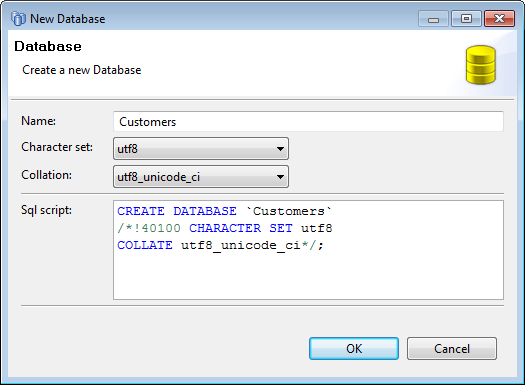 New Database
Database
Create a new Database
Name: Customers
Character set: utf8
Collation: utf8_unicode_ci
Sql script: CREATE DATABASE `Customers`
/*!40100 CHARACTER SET utf8
COLLATE utf8_unicode_ci*/;
OK Cancel